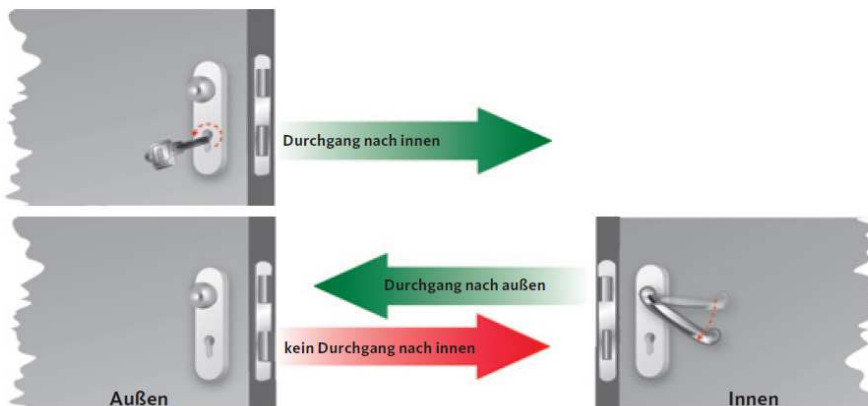 Durchgang nach innen
Durchgang nach außen
kein Durchgang nach innen
Außen
Innen